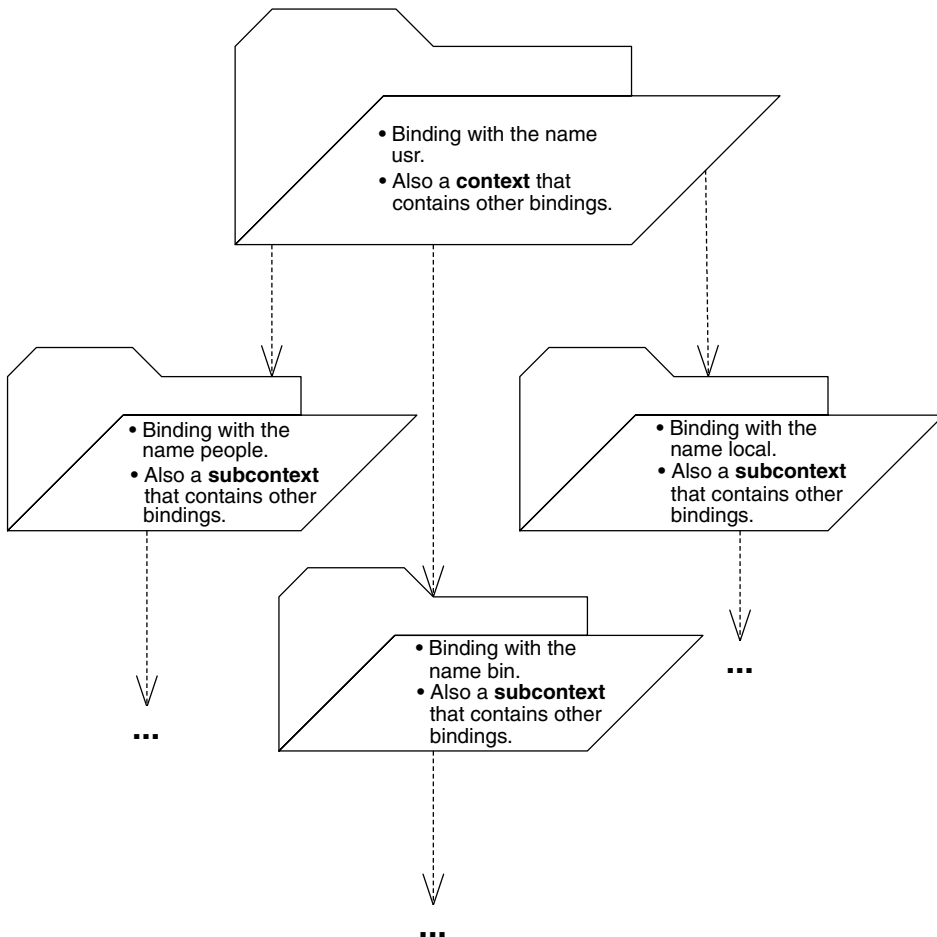 • Binding with the name
usr.
• Also a context that
contains other bindings.
• Binding with the
name people.
• Also a subcontext
that contains other
bindings.
• Binding with the
name local.
• Also a subcontext
that contains other
bindings.
• Binding with the
name bin.
• Also a subcontext
that contains other
bindings.
...
...
...